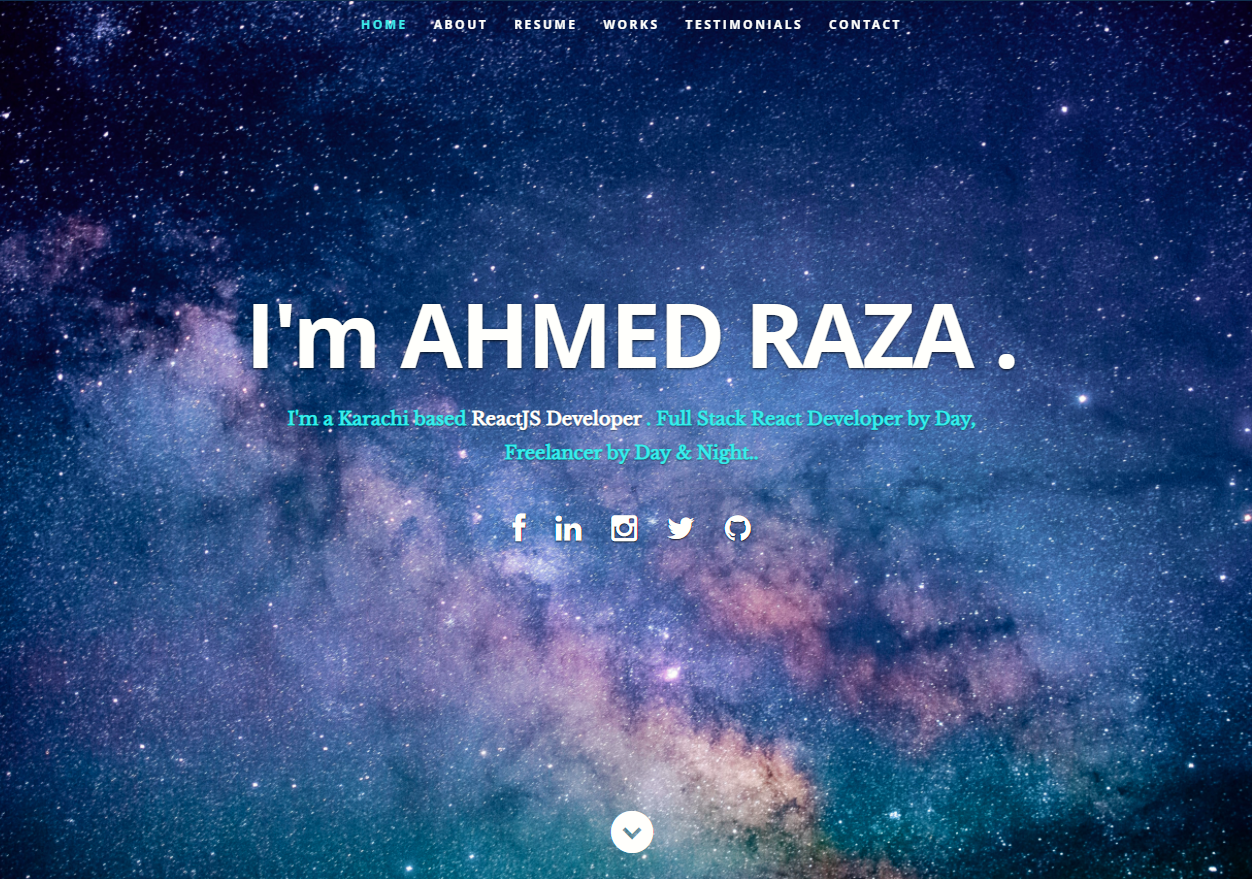 HOME ABOUT RESUME WORKS TESTIMONIALS CONTACT
I'm AHMED RAZA .
I'm a Karachi based ReactJS Developer . Full Stack React Developer by Day,
Freelancer by Day & Night..